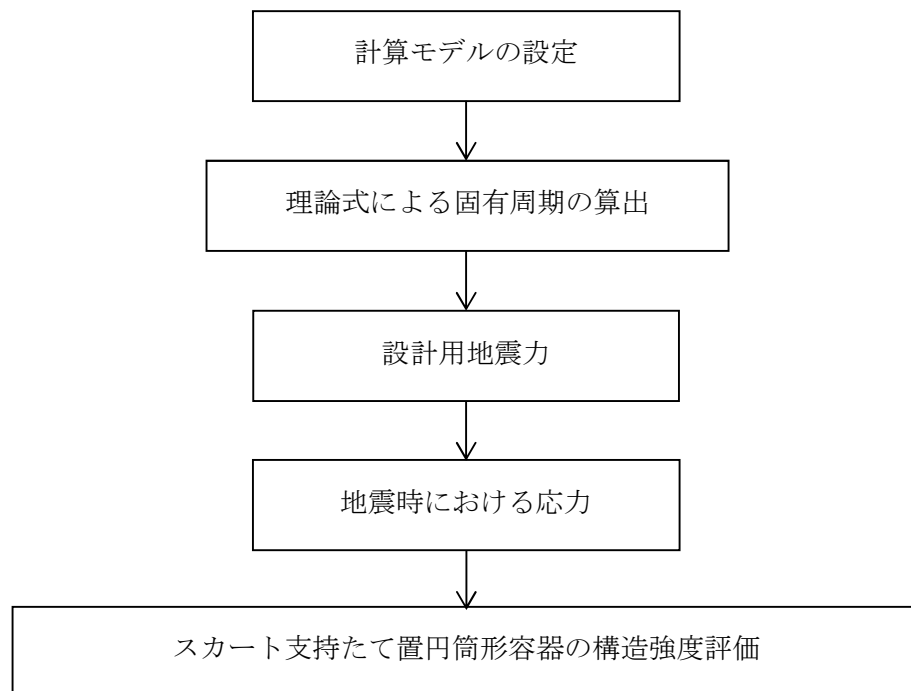 計算モデルの設定
理論式による固有周期の算出
設計用地震力
地震時における応力
スカート支持たて置円筒形容器の構造強度評価